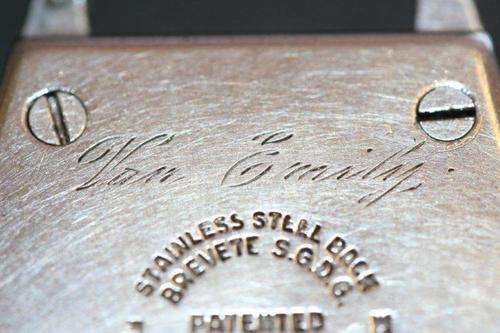 Van Emily.
STAINLESS STEEL BACK
BREVETE S.G.D.G.
PATENTED